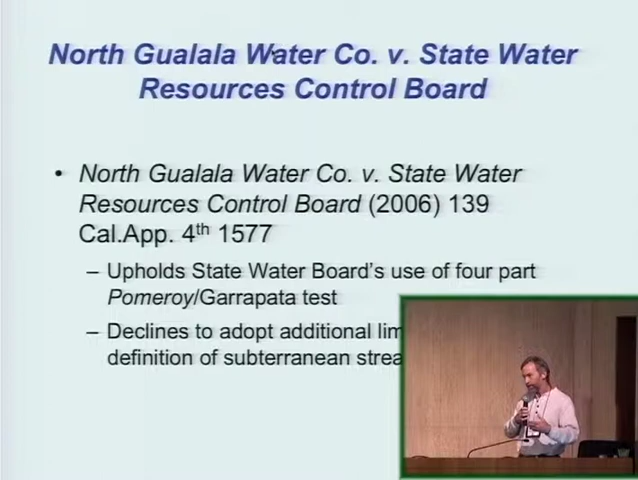 North Gualala Water Co. v. State Water
Resources Control Board
• North Gualala Water Co. v. State Water
Resources Control Board (2006) 139
Cal.App. 4th 1577
– Upholds State Water Board's use of four part
Pomeroy/Garrapata test
– Declines to adopt additional
definition of subterranean